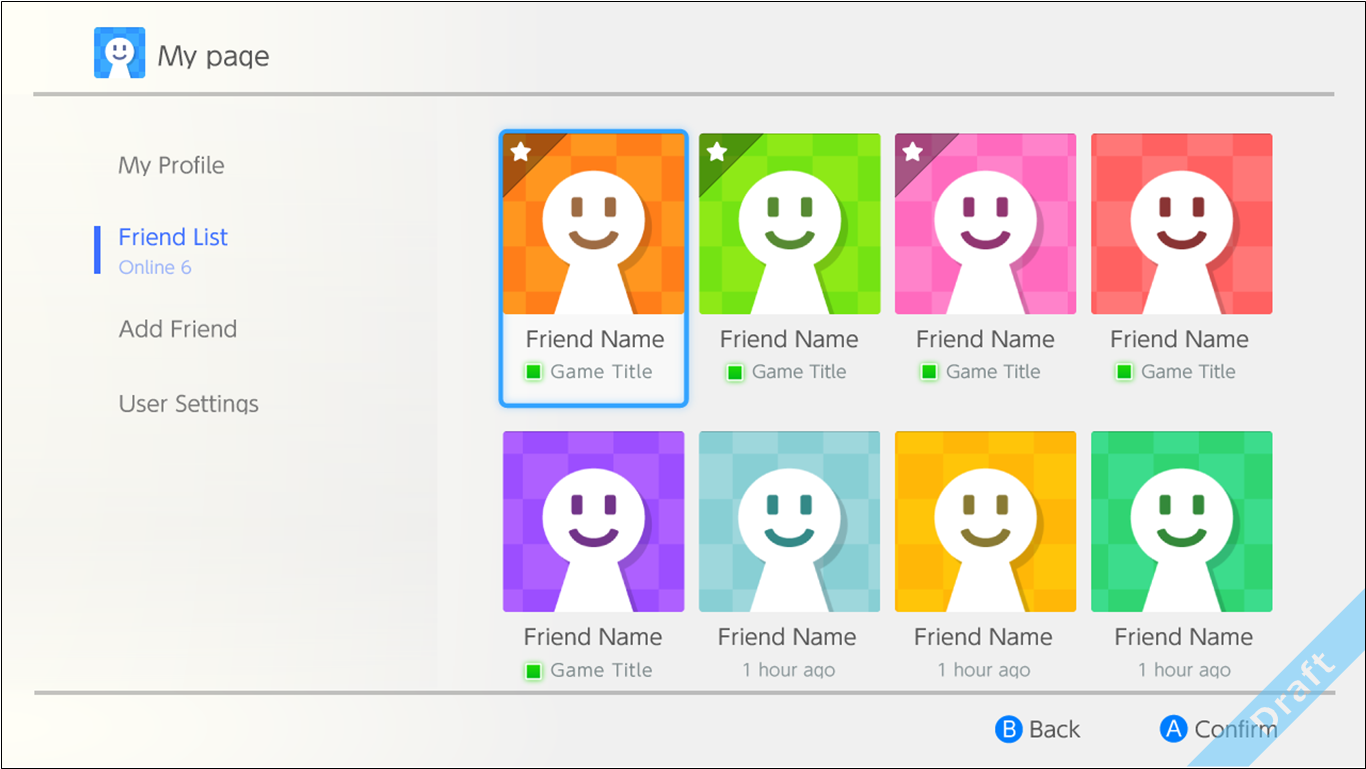 My page
My Profile
Friend List
Online 6
Add Friend
User Settings
Friend Name
Game Title
Friend Name
Game Title
Friend Name
Game Title
Friend Name
Game Title
Friend Name
Game Title
Friend Name
1 hour ago
Friend Name
1 hour ago
Friend Name
1 hour ago
B Back
A Confirm
Draft